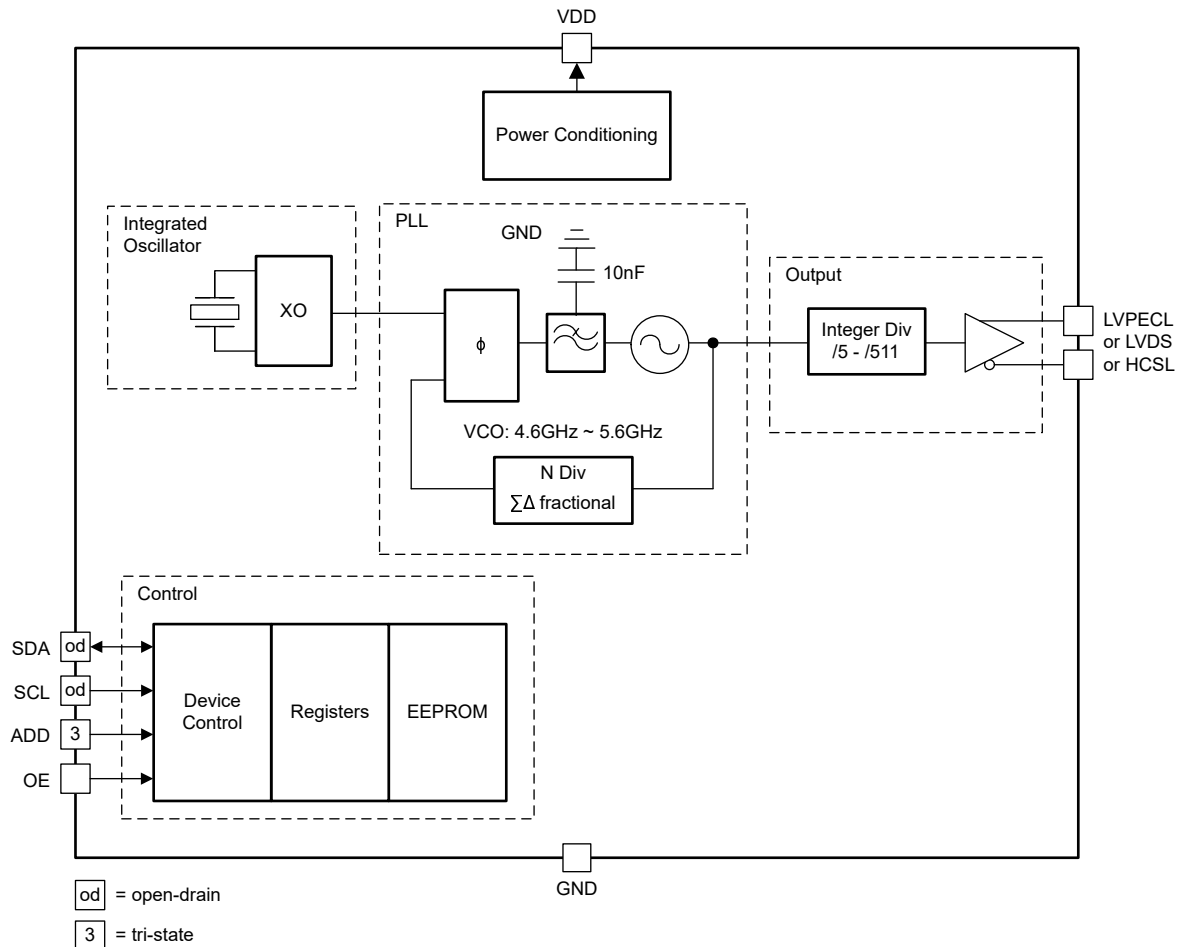 VDD
Power Conditioning
Integrated
Oscillator
XO
PLL
GND
10nF
ϕ
VCO: 4.6GHz ~ 5.6GHz
N Div
∑Δ fractional
Output
Integer Div
/5 - /511
LVPECL
or LVDS
or HCSL
Control
SDA
od
SCL
od
ADD
3
OE
Device
Control
Registers
EEPROM
GND
od = open-drain
3 = tri-state